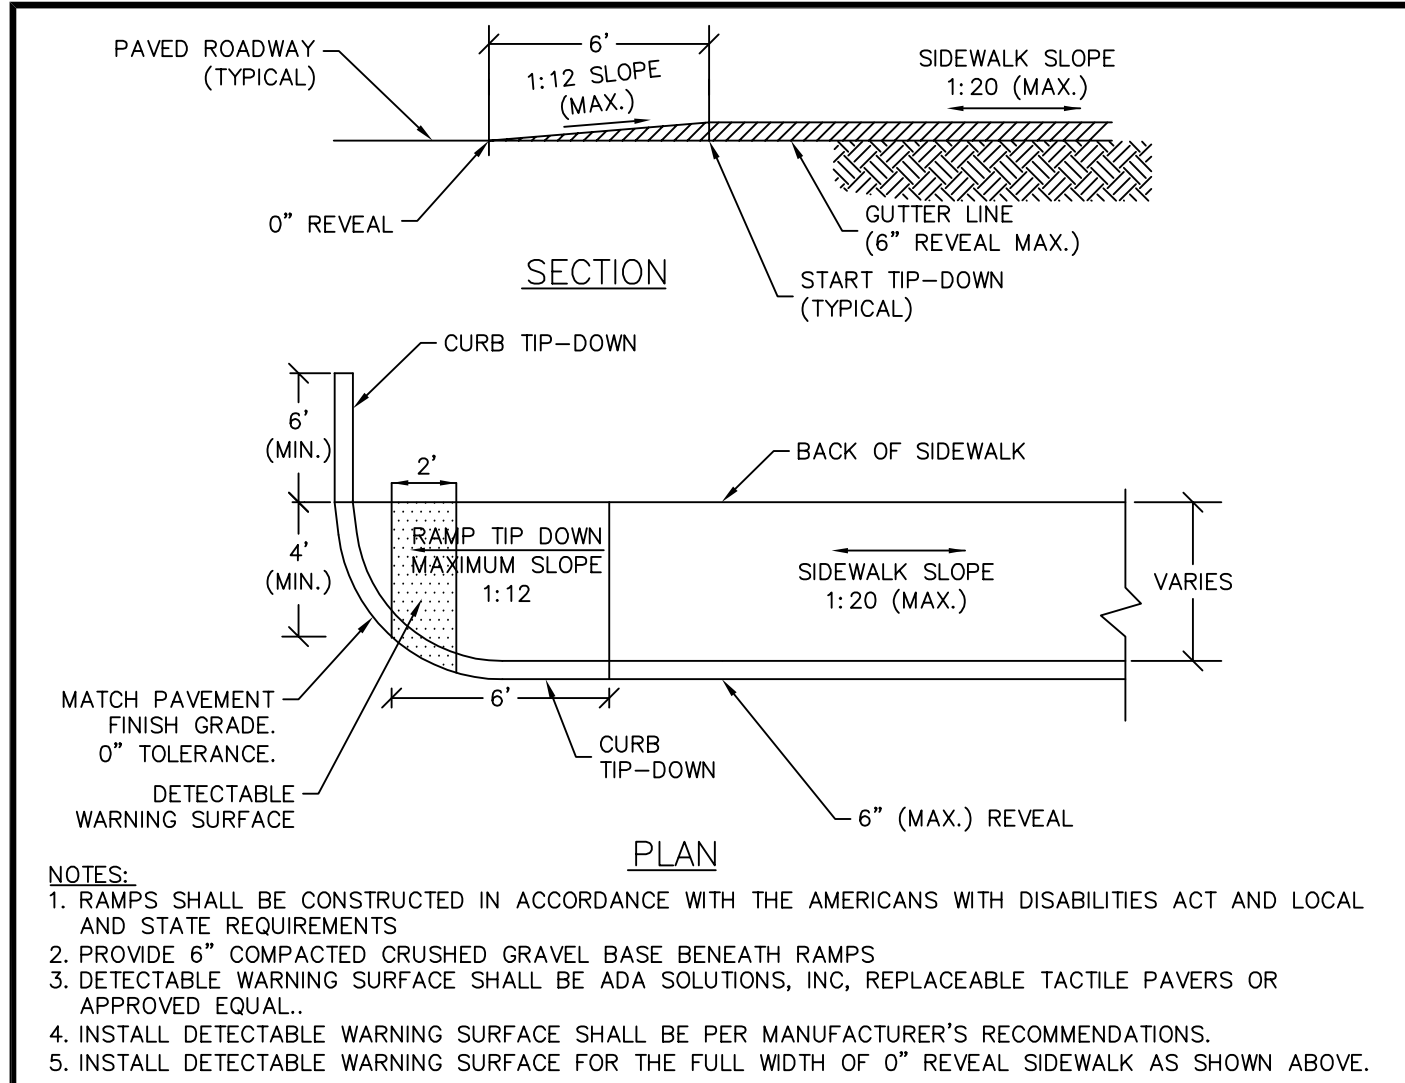 PAVED ROADWAY
(TYPICAL)
6'
1:12 SLOPE
(MAX.)
SIDEWALK SLOPE
1:20 (MAX.)
0" REVEAL
GUTTER LINE
(6" REVEAL MAX.)
SECTION
START TIP-DOWN
(TYPICAL)
CURB TIP-DOWN
6'
(MIN.)
2'
BACK OF SIDEWALK
4'
(MIN.)
RAMP TIP DOWN
MAXIMUM SLOPE
1:12
SIDEWALK SLOPE
1:20 (MAX.)
VARIES
MATCH PAVEMENT
FINISH GRADE.
0" TOLERANCE.
6'
CURB
TIP-DOWN
DETECTABLE
WARNING SURFACE
6" (MAX.) REVEAL
PLAN
NOTES:
1. RAMPS SHALL BE CONSTRUCTED IN ACCORDANCE WITH THE AMERICANS WITH DISABILITIES ACT AND LOCAL
AND STATE REQUIREMENTS
2. PROVIDE 6" COMPACTED CRUSHED GRAVEL BASE BENEATH RAMPS
3. DETECTABLE WARNING SURFACE SHALL BE ADA SOLUTIONS, INC, REPLACEABLE TACTILE PAVERS OR
APPROVED EQUAL..
4. INSTALL DETECTABLE WARNING SURFACE SHALL BE PER MANUFACTURER'S RECOMMENDATIONS.
5. INSTALL DETECTABLE WARNING SURFACE FOR THE FULL WIDTH OF 0" REVEAL SIDEWALK AS SHOWN ABOVE.